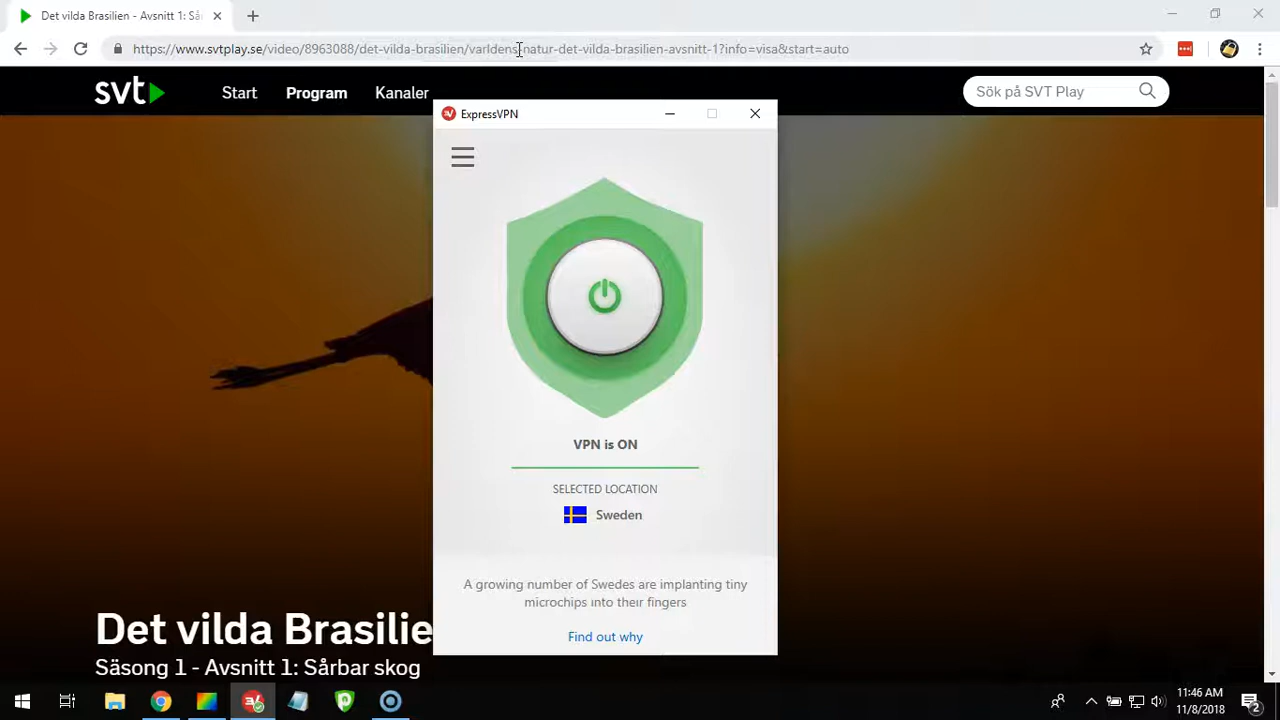 Det vilda Brasilien - Avsnitt 1: Sår
https://www.svtplay.se/video/8963088/det-vilda-brasilien/varldens-natur-det-vilda-brasilien-avsnitt-1?info=visa&start=auto
svt
Start
Program
Kanaler
Sök på SVT Play
ExpressVPN
VPN is ON
SELECTED LOCATION
Sweden
A growing number of Swedes are implanting tiny
microchips into their fingers
Find out why
Det vilda Brasilie
Säsong 1 - Avsnitt 1: Sårbar skog
11:46 AM
11/8/2018
2